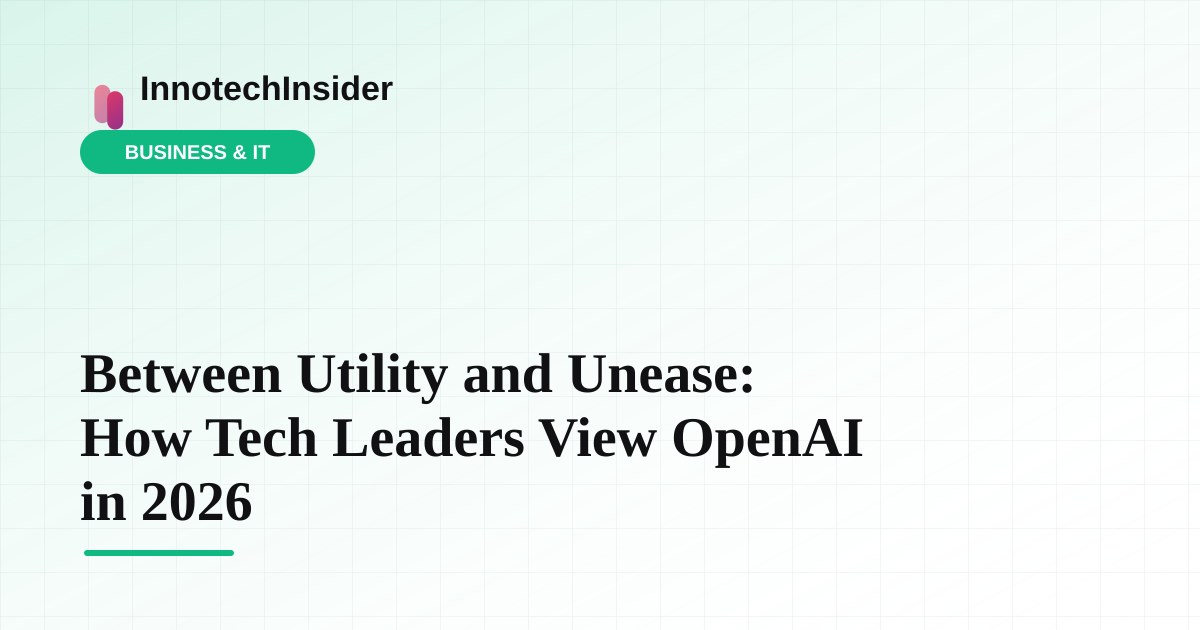 InnotechInsider
BUSINESS & IT
Between Utility and Unease:
How Tech Leaders View OpenAI
in 2026